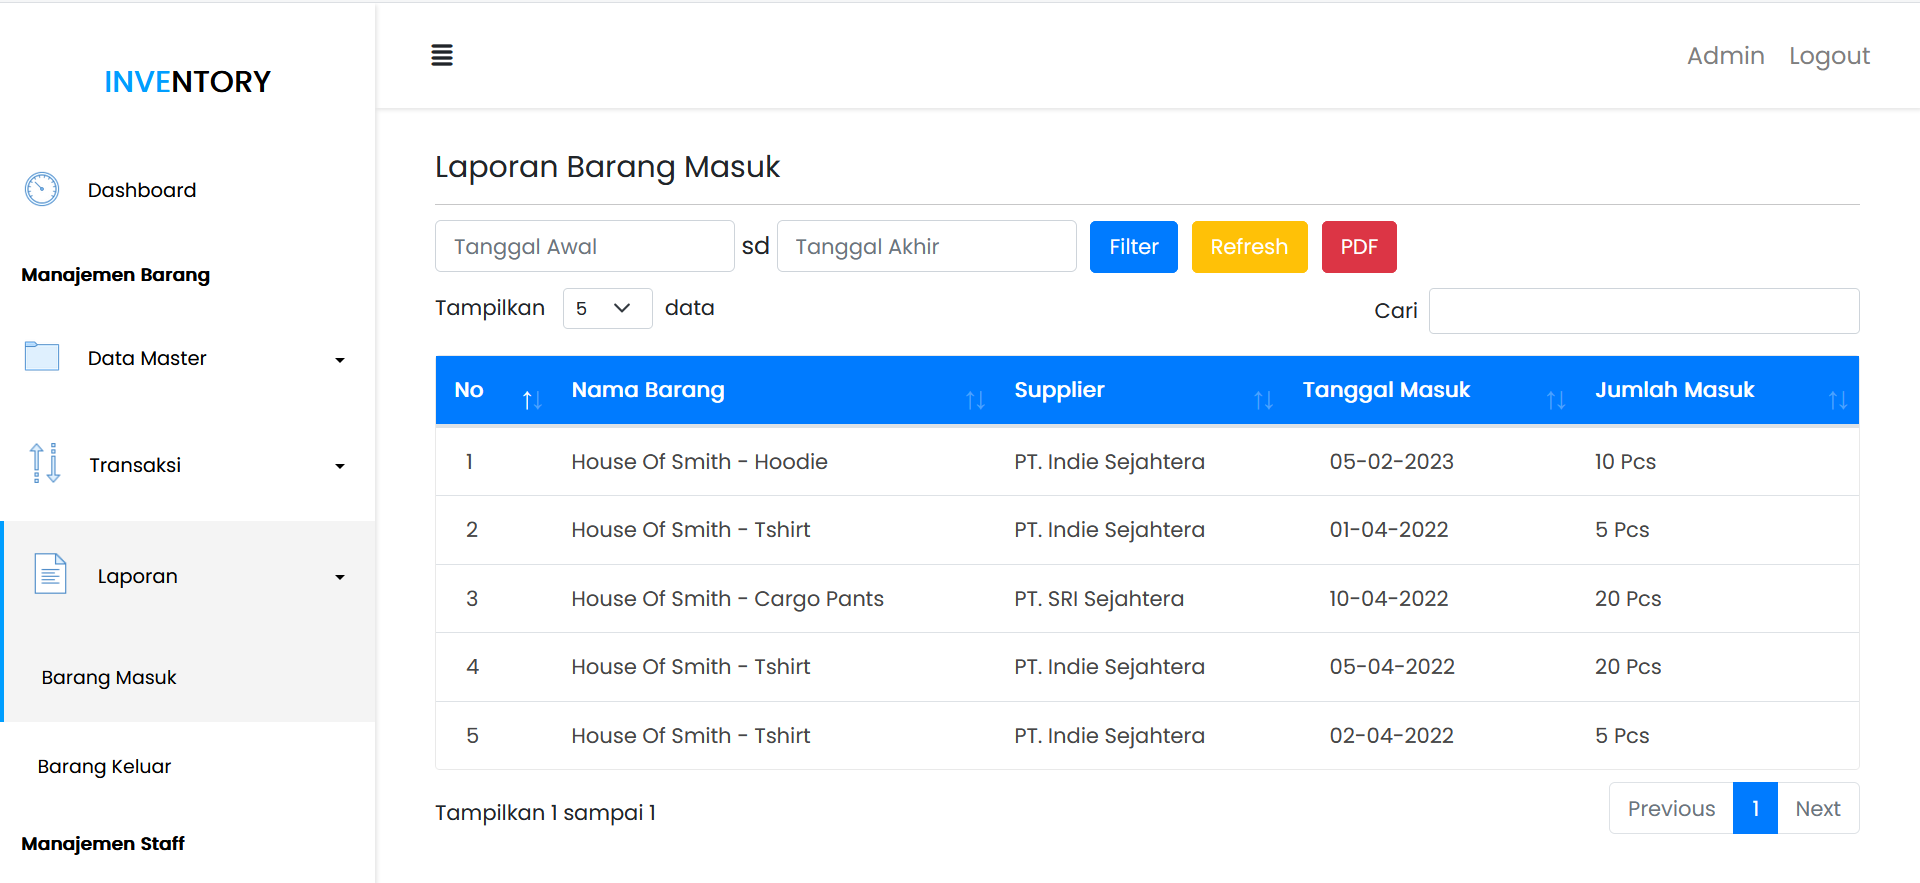 INVENTORY
Admin Logout
Dashboard
Manajemen Barang
Data Master
Transaksi
Laporan
Barang Masuk
Barang Keluar
Manajemen Staff
Laporan Barang Masuk
Tanggal Awal sd Tanggal Akhir Filter Refresh PDF
Tampilkan 5 data Cari
No Nama Barang Supplier Tanggal Masuk Jumlah Masuk
1 House Of Smith - Hoodie PT. Indie Sejahtera 05-02-2023 10 Pcs
2 House Of Smith - Tshirt PT. Indie Sejahtera 01-04-2022 5 Pcs
3 House Of Smith - Cargo Pants PT. SRI Sejahtera 10-04-2022 20 Pcs
4 House Of Smith - Tshirt PT. Indie Sejahtera 05-04-2022 20 Pcs
5 House Of Smith - Tshirt PT. Indie Sejahtera 02-04-2022 5 Pcs
Tampilkan 1 sampai 1
Previous 1 Next